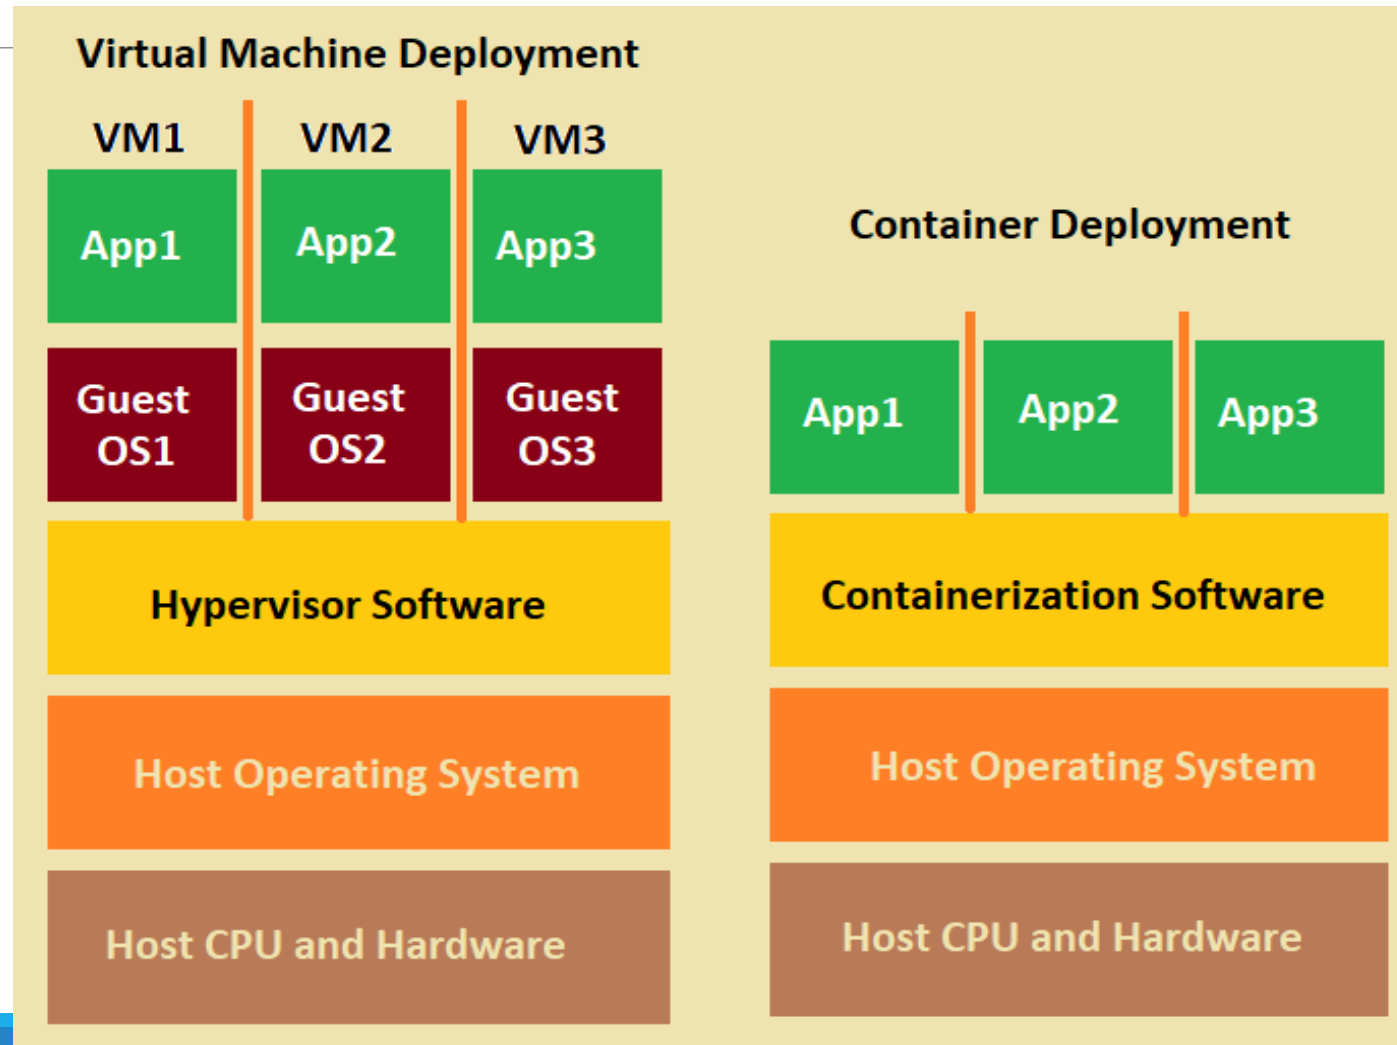 Virtual Machine Deployment
VM1 VM2 VM3
App1 App2 App3
Guest OS1
Guest OS2
Guest OS3
Hypervisor Software
Host Operating System
Host CPU and Hardware
Container Deployment
App1 App2 App3
Containerization Software
Host Operating System
Host CPU and Hardware